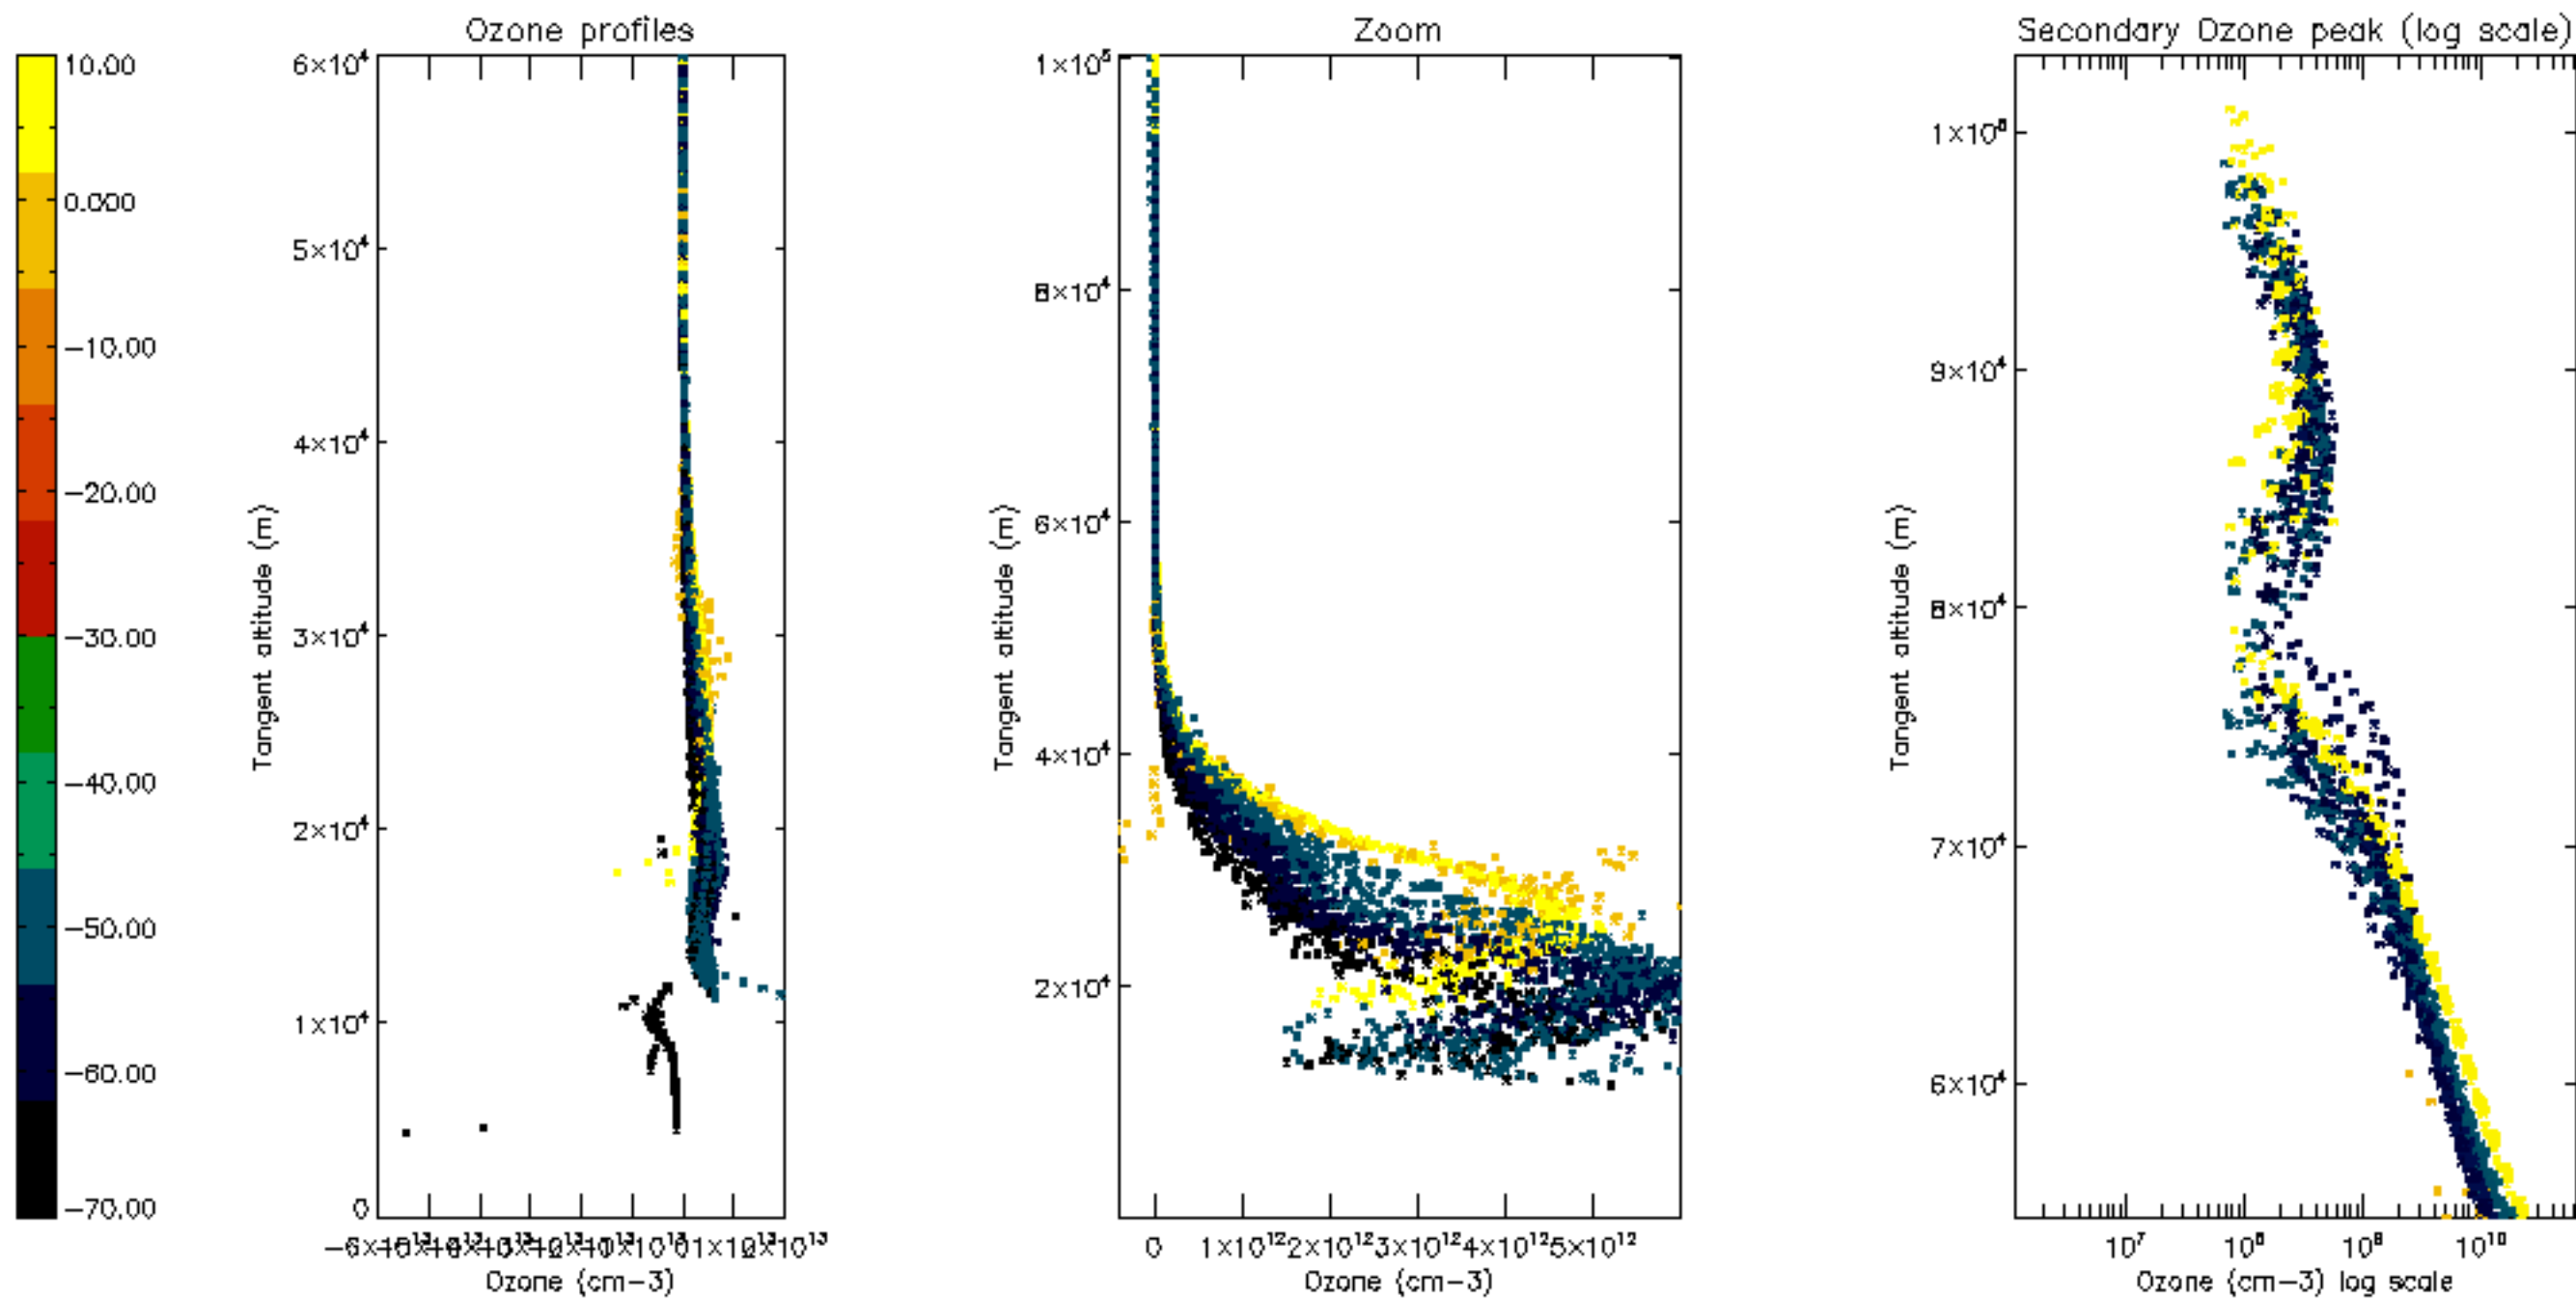 Ozone profiles
Zoom
Secondary Ozone peak (log scale)
10.00
0.000
−10.00
−20.00
−30.00
−40.00
−50.00
−60.00
−70.00
6×10⁴
5×10⁴
4×10⁴
3×10⁴
2×10⁴
1×10⁴
0
Tangent altitude (m)
Ozone (cm−3)
1×10⁵
8×10⁴
6×10⁴
4×10⁴
2×10⁴
Tangent altitude (m)
0 1×10¹² 2×10¹² 3×10¹² 4×10¹² 5×10¹²
Ozone (cm−3)
9×10⁴
8×10⁴
7×10⁴
6×10⁴
Tangent altitude (m)
10⁷ 10⁸ 10⁹ 10¹⁰
Ozone (cm−3) log scale